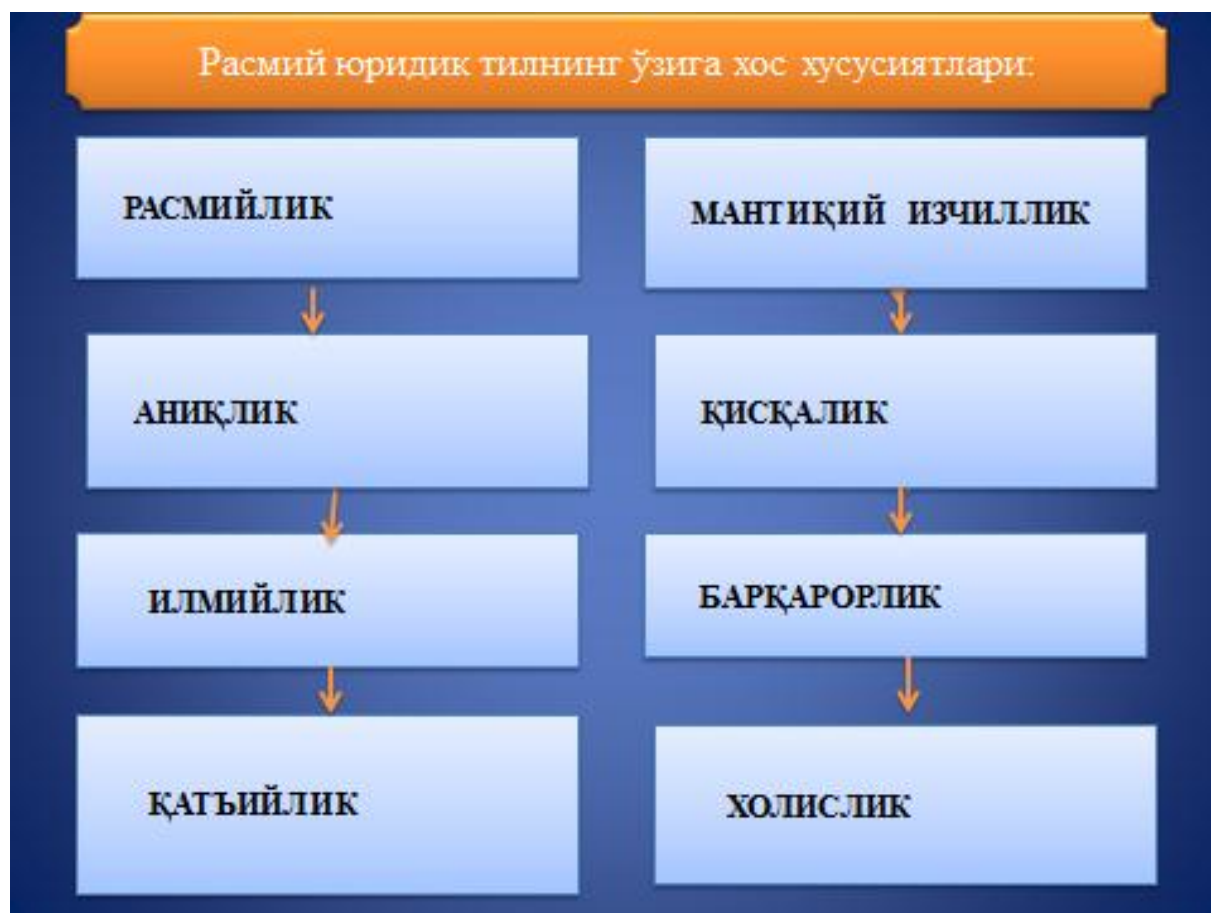 Расмий юридик тилнинг ўзига хос хусусиятлари:
РАСМИЙЛИК
АНИҚЛИК
ИЛМИЙЛИК
ҚАТЪИЙЛИК
МАНТИҚИЙ ИЗЧИЛЛИК
ҚИСҚАЛИК
БАРҚАРОРЛИК
ХОЛИСЛИК